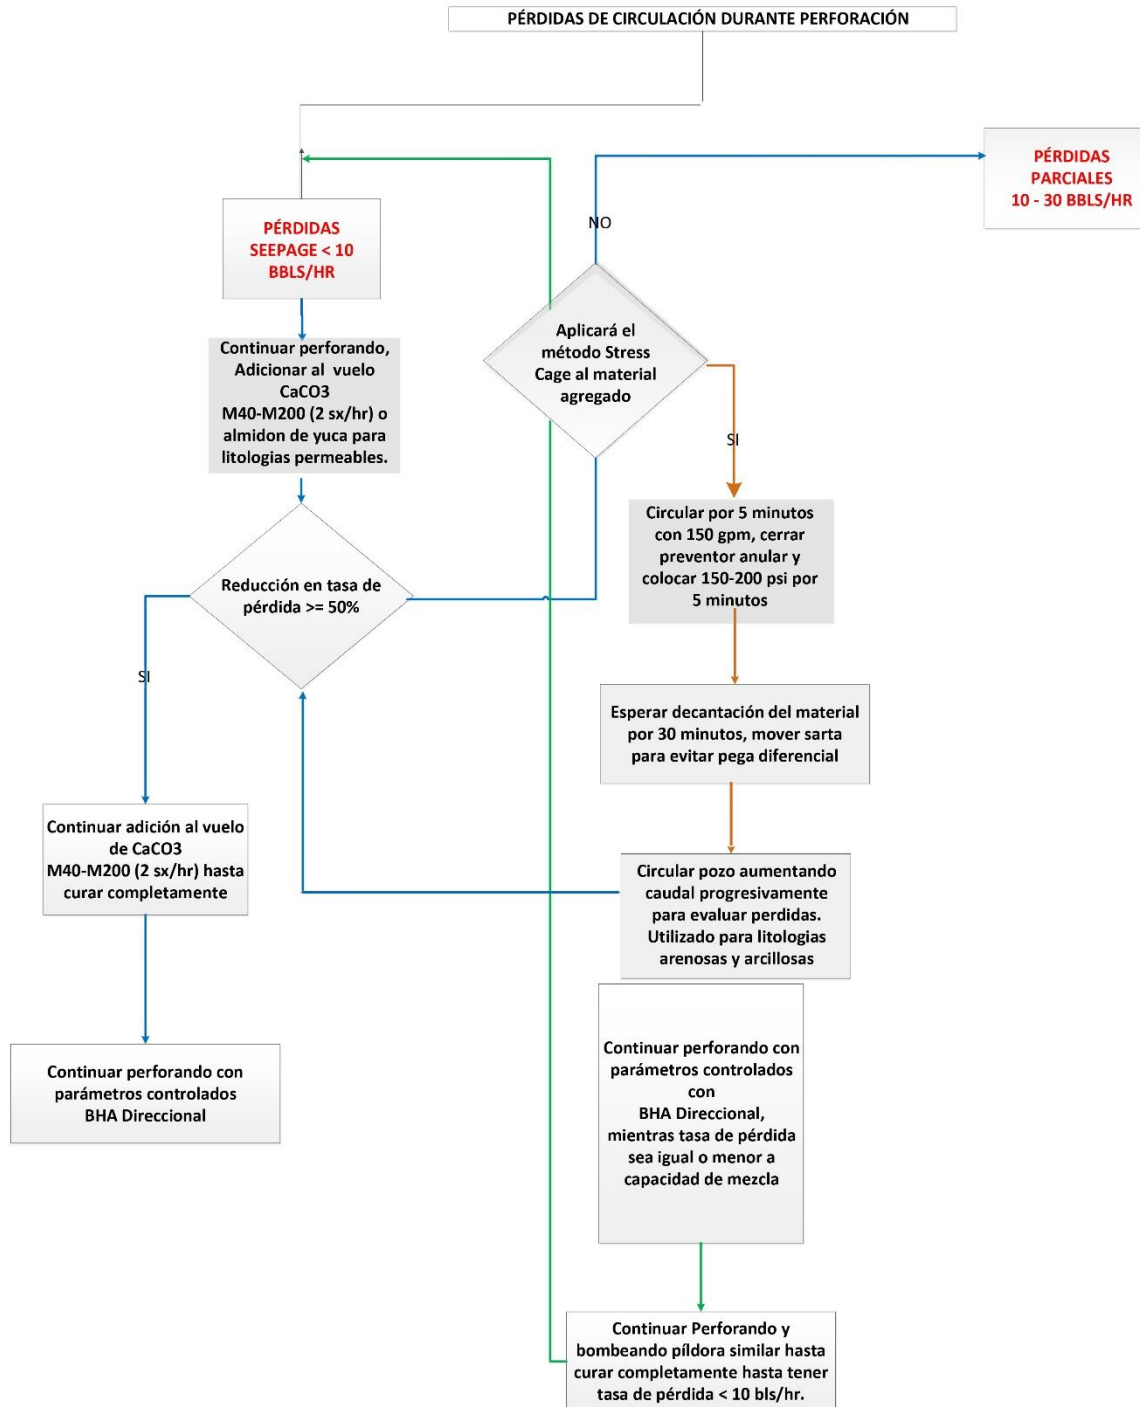 PÉRDIDAS DE CIRCULACIÓN DURANTE PERFORACIÓN
PÉRDIDAS
PARCIALES
10 - 30 BBLS/HR
PÉRDIDAS
SEEPAGE < 10
BBLS/HR
NO
Aplicará el
método Stress
Cage al material
agregado
Continuar perforando,
Adicionar al vuelo
CaCO3
M40-M200 (2 sx/hr) o
almidon de yuca para
litologias permeables.
SI
Circular por 5 minutos
con 150 gpm, cerrar
preventor anular y
colocar 150-200 psi por
5 minutos
Reducción en tasa de
pérdida >= 50%
SI
Esperar decantación del material
por 30 minutos, mover sarta
para evitar pega diferencial
Continuar adición al vuelo
de CaCO3
M40-M200 (2 sx/hr) hasta
curar completamente
Circular pozo aumentando
caudal progresivamente
para evaluar perdidas.
Utilizado para litologias
arenosas y arcillosas
Continuar perforando con
parámetros controlados
BHA Direccional
Continuar perforando con
parámetros controlados
con
BHA Direccional,
mientras tasa de pérdida
sea igual o menor a
capacidad de mezcla
Continuar Perforando y
bombeando píldora similar hasta
curar completamente hasta tener
tasa de pérdida < 10 bls/hr.